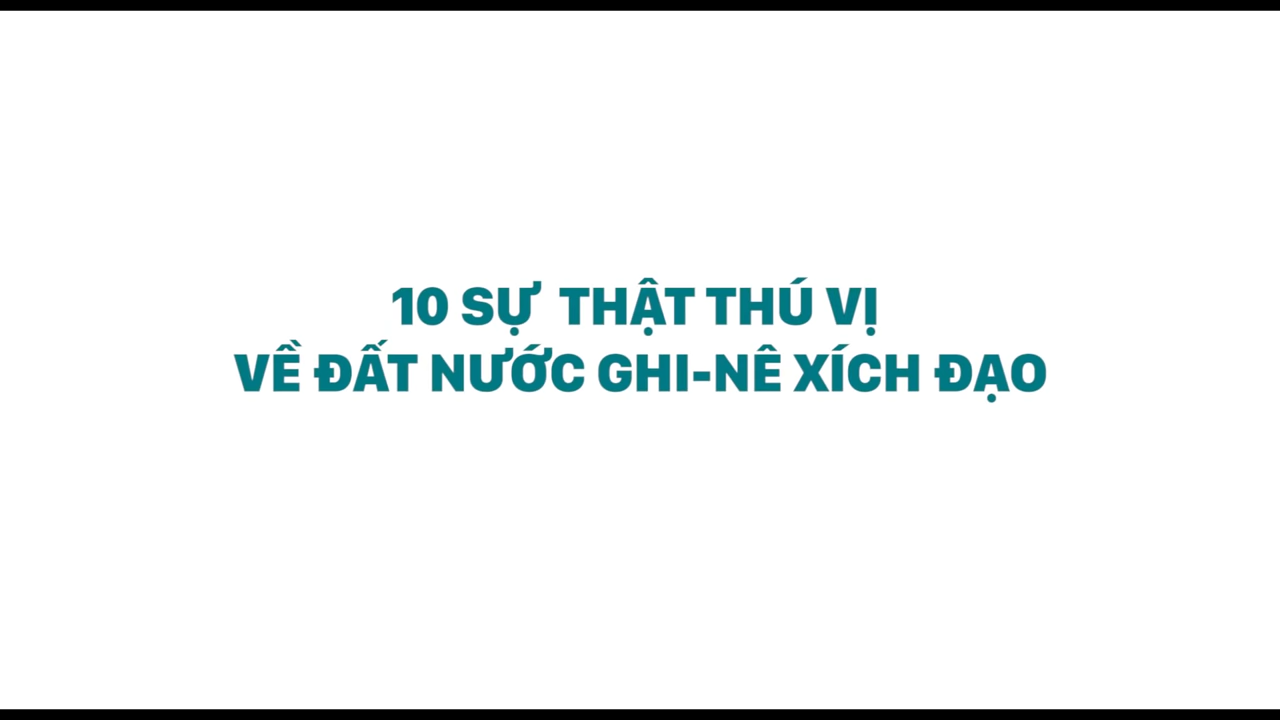 10 SỰ THẬT THÚ VỊ
VỀ ĐẤT NƯỚC GHI-NÊ XÍCH ĐẠO